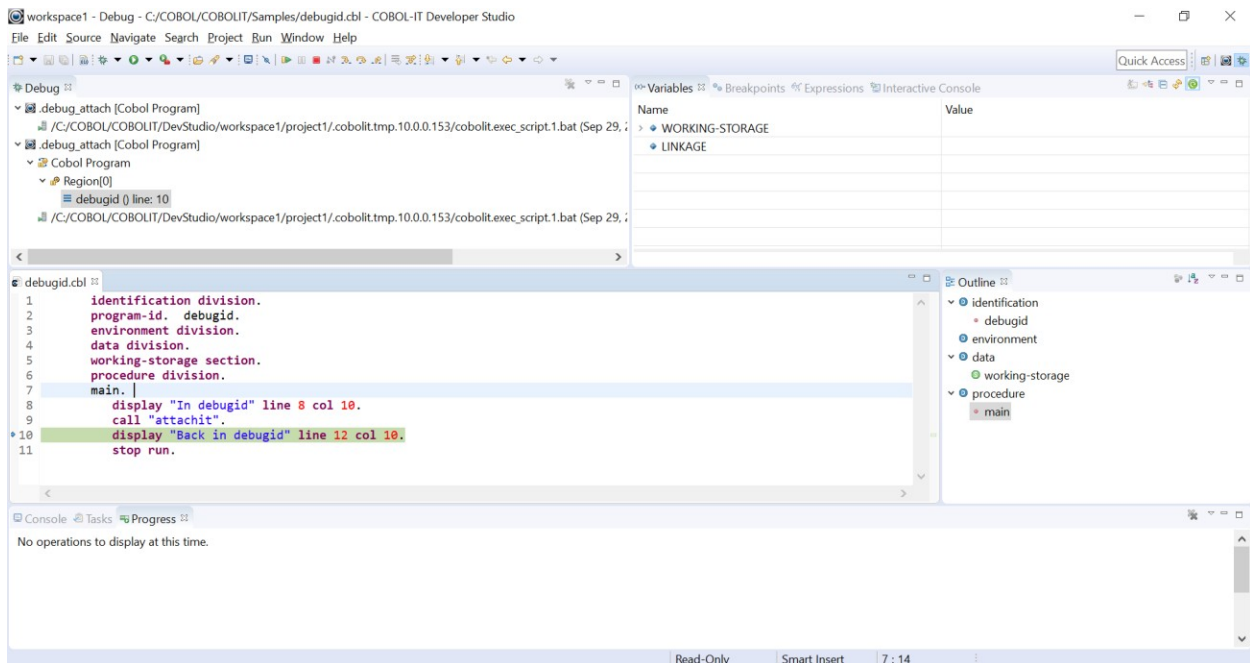 workspace1 - Debug - C:/COBOL/COBOLIT/Samples/debugid.cbl - COBOL-IT Developer Studio
File Edit Source Navigate Search Project Run Window Help
Quick Access
Debug
.debug_attach [Cobol Program]
/C:/COBOL/COBOLIT/DevStudio/workspace1/project1/.cobolit.tmp.10.0.0.153/cobolit.exec_script.1.bat (Sep 29,
.debug_attach [Cobol Program]
Cobol Program
Region[0]
debugid () line: 10
/C:/COBOL/COBOLIT/DevStudio/workspace1/project1/.cobolit.tmp.10.0.0.153/cobolit.exec_script.1.bat (Sep 29,
Variables Breakpoints Expressions Interactive Console
Name Value
WORKING-STORAGE
LINKAGE
debugid.cbl
1 identification division.
2 program-id. debugid.
3 environment division.
4 data division.
5 working-storage section.
6 procedure division.
7 main.
8 display "In debugid" line 8 col 10.
9 call "attachit".
10 display "Back in debugid" line 12 col 10.
11 stop run.
Outline
identification
debugid
environment
data
working-storage
procedure
main
Console Tasks Progress
No operations to display at this time.
Read-Only Smart Insert 7 : 14